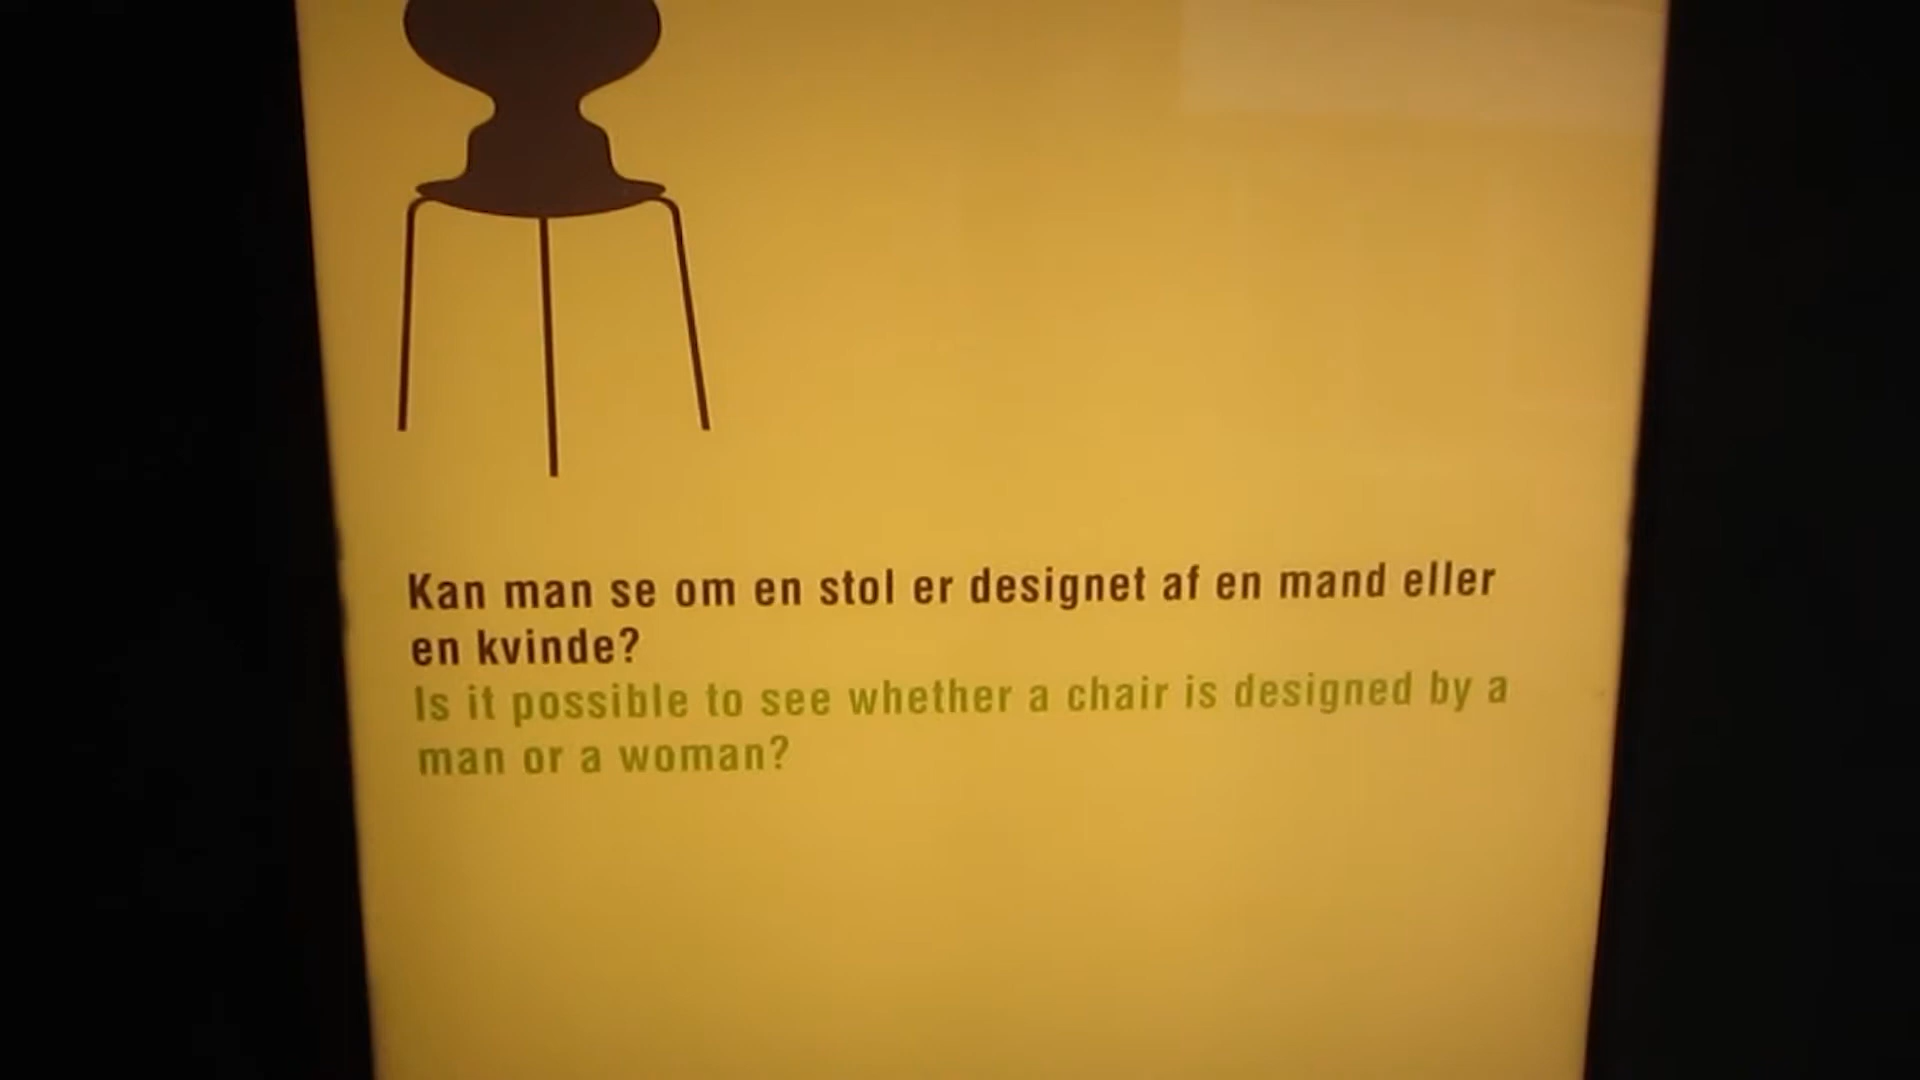 Kan man se om en stol er designet af en mand eller
en kvinde?
Is it possible to see whether a chair is designed by a
man or a woman?